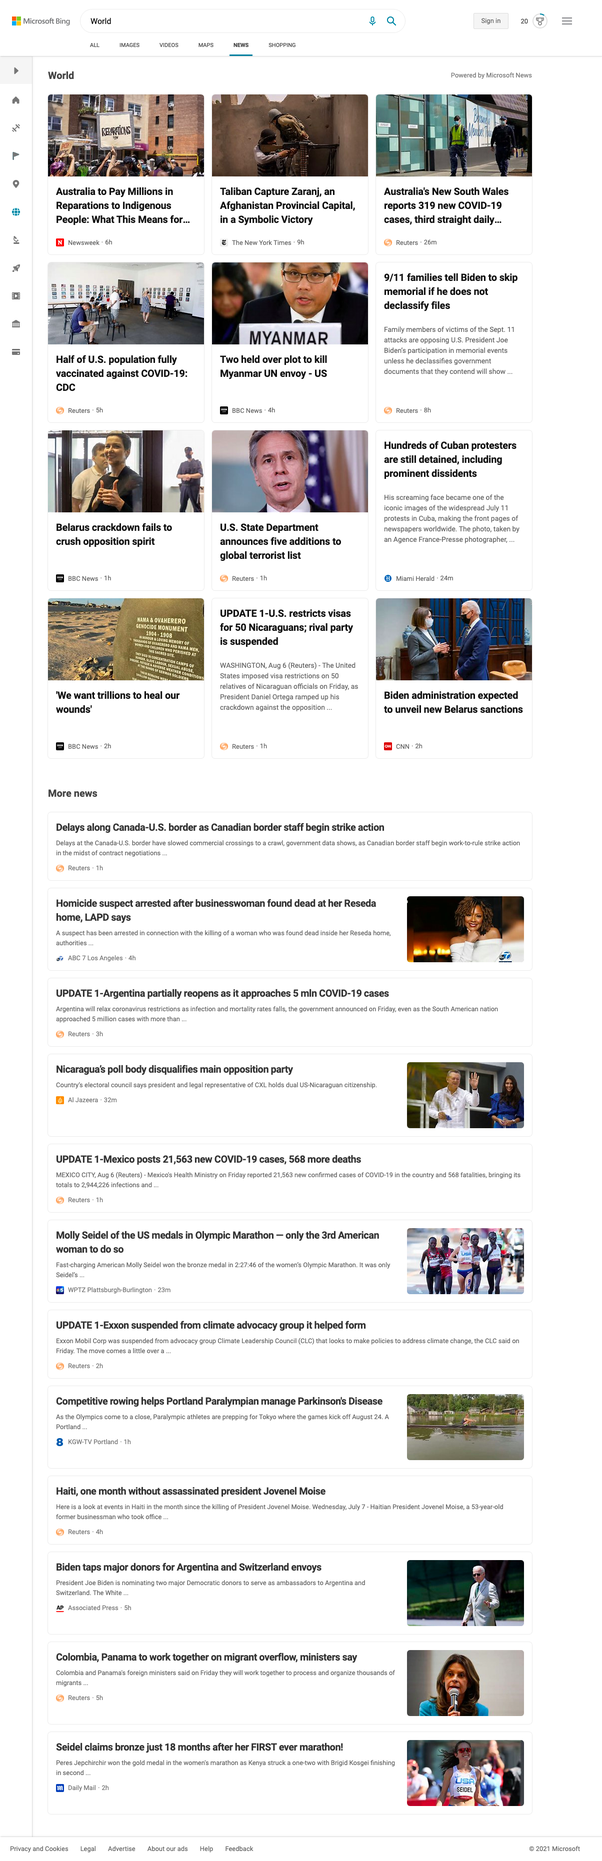 Microsoft Bing
World
Sign in
20
ALL
IMAGES
VIDEOS
MAPS
NEWS
SHOPPING
World
Powered by Microsoft News
REPARATIONS
Australia to Pay Millions in
Reparations to Indigenous
People: What This Means for...
Newsweek · 6h
Taliban Capture Zaranj, an
Afghanistan Provincial Capital,
in a Symbolic Victory
The New York Times · 9h
Australia's New South Wales
reports 319 new COVID-19
cases, third straight daily...
Reuters · 26m
Half of U.S. population fully
vaccinated against COVID-19:
CDC
Reuters · 5h
MYANMAR
Two held over plot to kill
Myanmar UN envoy - US
BBC News · 4h
9/11 families tell Biden to skip
memorial if he does not
declassify files
Family members of victims of the Sept. 11
attacks are opposing U.S. President Joe
Biden's participation in memorial events
unless he declassifies government
documents that they contend will show ...
Reuters · 8h
Belarus crackdown fails to
crush opposition spirit
BBC News · 1h
U.S. State Department
announces five additions to
global terrorist list
Reuters · 1h
Hundreds of Cuban protesters
are still detained, including
prominent dissidents
His screaming face became one of the
iconic images of the widespread July 11
protests in Cuba, making the front pages of
newspapers worldwide. The photo, taken by
an Agence France-Presse photographer, ...
Miami Herald · 24m
NAMA & OVAHERERO
GENOCIDE MONUMENT
1904 - 1908
'We want trillions to heal our
wounds'
BBC News · 2h
UPDATE 1-U.S. restricts visas
for 50 Nicaraguans; rival party
is suspended
WASHINGTON, Aug 6 (Reuters) - The United
States imposed visa restrictions on 50
relatives of Nicaraguan officials on Friday, as
President Daniel Ortega ramped up his
crackdown against the opposition ...
Reuters · 1h
Biden administration expected
to unveil new Belarus sanctions
CNN · 2h
More news
Delays along Canada-U.S. border as Canadian border staff begin strike action
Delays at the Canada-U.S. border have slowed commercial crossings to a crawl, government data shows, as Canadian border staff begin work-to-rule strike action
in the midst of contract negotiations ...
Reuters · 1h
Homicide suspect arrested after businesswoman found dead at her Reseda
home, LAPD says
A suspect has been arrested in connection with the killing of a woman who was found dead inside her Reseda home,
authorities ...
ABC 7 Los Angeles · 4h
UPDATE 1-Argentina partially reopens as it approaches 5 mln COVID-19 cases
Argentina will relax coronavirus restrictions as infection and mortality rates falls, the government announced on Friday, even as the South American nation
approached 5 million cases with more than ...
Reuters · 3h
Nicaragua's poll body disqualifies main opposition party
Country's electoral council says president and legal representative of CXL holds dual US-Nicaraguan citizenship.
Al Jazeera · 32m
UPDATE 1-Mexico posts 21,563 new COVID-19 cases, 568 more deaths
MEXICO CITY, Aug 6 (Reuters) - Mexico's Health Ministry on Friday reported 21,563 new confirmed cases of COVID-19 in the country and 568 fatalities, bringing its
totals to 2,944,226 infections and ...
Reuters · 1h
Molly Seidel of the US medals in Olympic Marathon — only the 3rd American
woman to do so
Fast-charging American Molly Seidel won the bronze medal in 2:27:46 of the women's Olympic Marathon. It was only
Seidel's ...
WPTZ Plattsburgh-Burlington · 23m
UPDATE 1-Exxon suspended from climate advocacy group it helped form
Exxon Mobil Corp was suspended from advocacy group Climate Leadership Council (CLC) that looks to make policies to address climate change, the CLC said on
Friday. The move comes a little over a ...
Reuters · 2h
Competitive rowing helps Portland Paralympian manage Parkinson's Disease
As the Olympics come to a close, Paralympic athletes are prepping for Tokyo where the games kick off August 24. A
Portland ...
KGW-TV Portland · 1h
Haiti, one month without assassinated president Jovenel Moise
Here is a look at events in Haiti in the month since the killing of President Jovenel Moise. Wednesday, July 7 - Haitian President Jovenel Moise, a 53-year-old
former businessman who took office ...
Reuters · 4h
Biden taps major donors for Argentina and Switzerland envoys
President Joe Biden is nominating two major Democratic donors to serve as ambassadors to Argentina and
Switzerland. The White ...
AP
Associated Press · 5h
Colombia, Panama to work together on migrant overflow, ministers say
Colombia and Panama's foreign ministers said on Friday they will work together to process and organize thousands of
migrants ...
Reuters · 5h
Seidel claims bronze just 18 months after her FIRST ever marathon!
Peres Jepchirchir won the gold medal in the women's marathon as Kenya struck a one-two with Brigid Kosgei finishing
in second ...
Daily Mail · 2h
USA
SEIDEL
Privacy and Cookies
Legal
Advertise
About our ads
Help
Feedback
© 2021 Microsoft